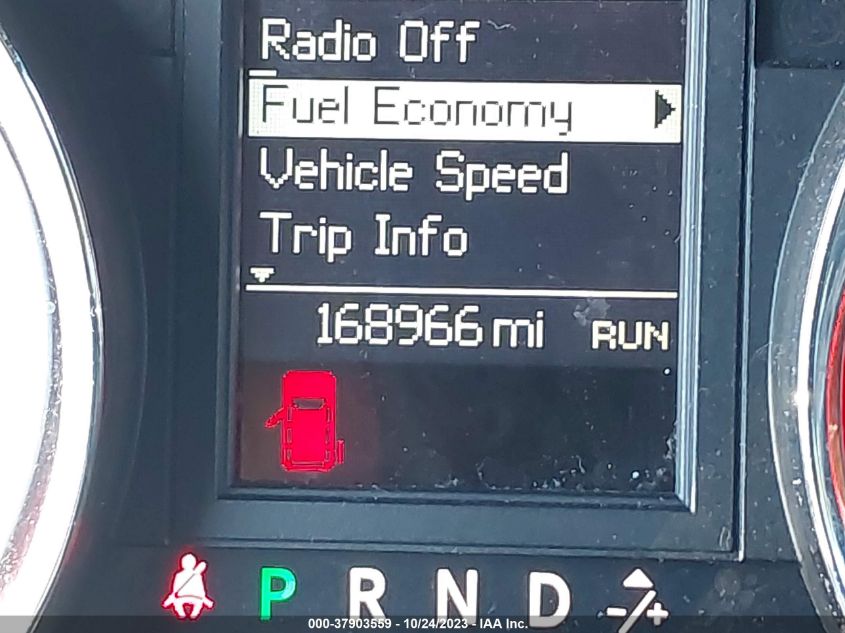 Radio Off
Fuel Economy
Vehicle Speed
Trip Info
168966 mi RUN
P R N D -/+
000-37903559 - 10/24/2023 - IAA Inc.